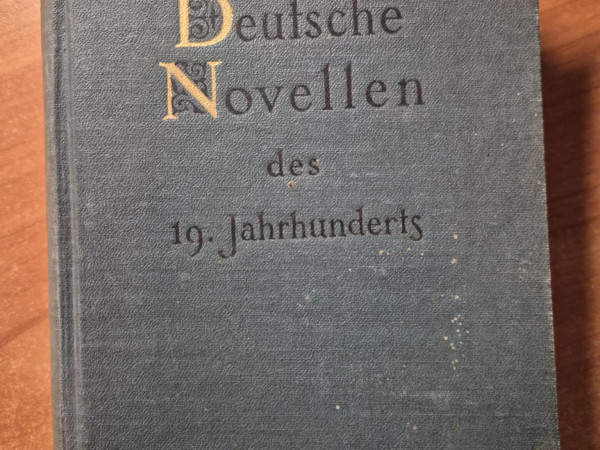 Deutsche
Novellen
des
19. Jahrhunderts